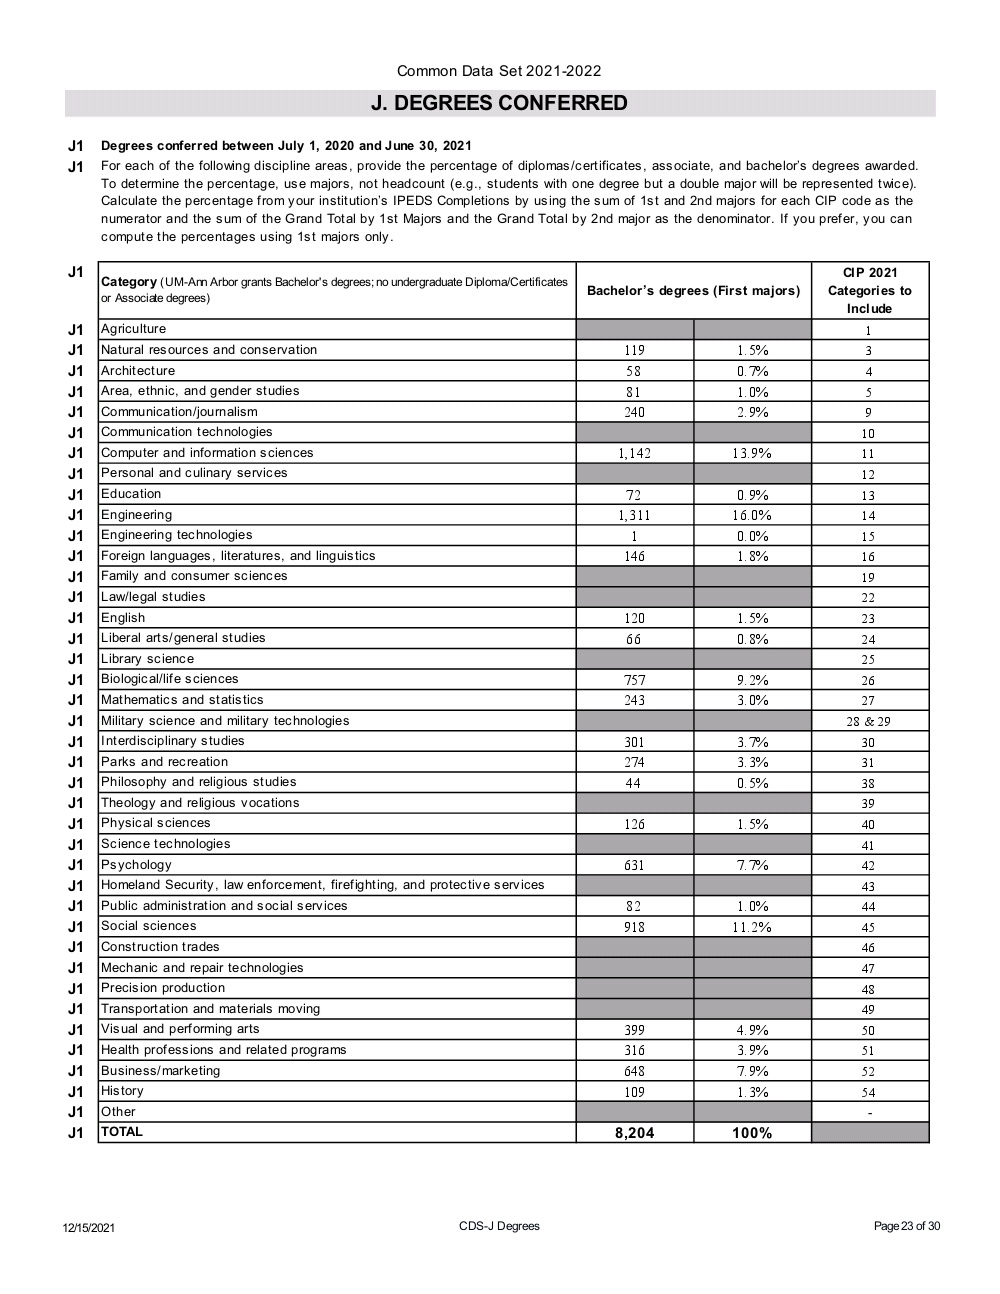 Common Data Set 2021-2022
J. DEGREES CONFERRED
J1 Degrees conferred between July 1, 2020 and June 30, 2021
J1 For each of the following discipline areas, provide the percentage of diplomas/certificates, associate, and bachelor's degrees awarded.
To determine the percentage, use majors, not headcount (e.g., students with one degree but a double major will be represented twice).
Calculate the percentage from your institution's IPEDS Completions by using the sum of 1st and 2nd majors for each CIP code as the
numerator and the sum of the Grand Total by 1st Majors and the Grand Total by 2nd major as the denominator. If you prefer, you can
compute the percentages using 1st majors only.
J1 Category (UM-Ann Arbor grants Bachelor's degrees; no undergraduate Diploma/Certificates
or Associate degrees)
Bachelor's degrees (First majors)
CIP 2021
Categories to
Include
J1 Agriculture 1
J1 Natural resources and conservation 119 1.5% 3
J1 Architecture 58 0.7% 4
J1 Area, ethnic, and gender studies 81 1.0% 5
J1 Communication/journalism 240 2.9% 9
J1 Communication technologies 10
J1 Computer and information sciences 1,142 13.9% 11
J1 Personal and culinary services 12
J1 Education 72 0.9% 13
J1 Engineering 1,311 16.0% 14
J1 Engineering technologies 1 0.0% 15
J1 Foreign languages, literatures, and linguistics 146 1.8% 16
J1 Family and consumer sciences 19
J1 Law/legal studies 22
J1 English 120 1.5% 23
J1 Liberal arts/general studies 66 0.8% 24
J1 Library science 25
J1 Biological/life sciences 757 9.2% 26
J1 Mathematics and statistics 243 3.0% 27
J1 Military science and military technologies 28 & 29
J1 Interdisciplinary studies 301 3.7% 30
J1 Parks and recreation 274 3.3% 31
J1 Philosophy and religious studies 44 0.5% 38
J1 Theology and religious vocations 39
J1 Physical sciences 126 1.5% 40
J1 Science technologies 41
J1 Psychology 631 7.7% 42
J1 Homeland Security, law enforcement, firefighting, and protective services 43
J1 Public administration and social services 82 1.0% 44
J1 Social sciences 918 11.2% 45
J1 Construction trades 46
J1 Mechanic and repair technologies 47
J1 Precision production 48
J1 Transportation and materials moving 49
J1 Visual and performing arts 399 4.9% 50
J1 Health professions and related programs 316 3.9% 51
J1 Business/marketing 648 7.9% 52
J1 History 109 1.3% 54
J1 Other -
J1 TOTAL 8,204 100%
12/15/2021 CDS-J Degrees Page 23 of 30